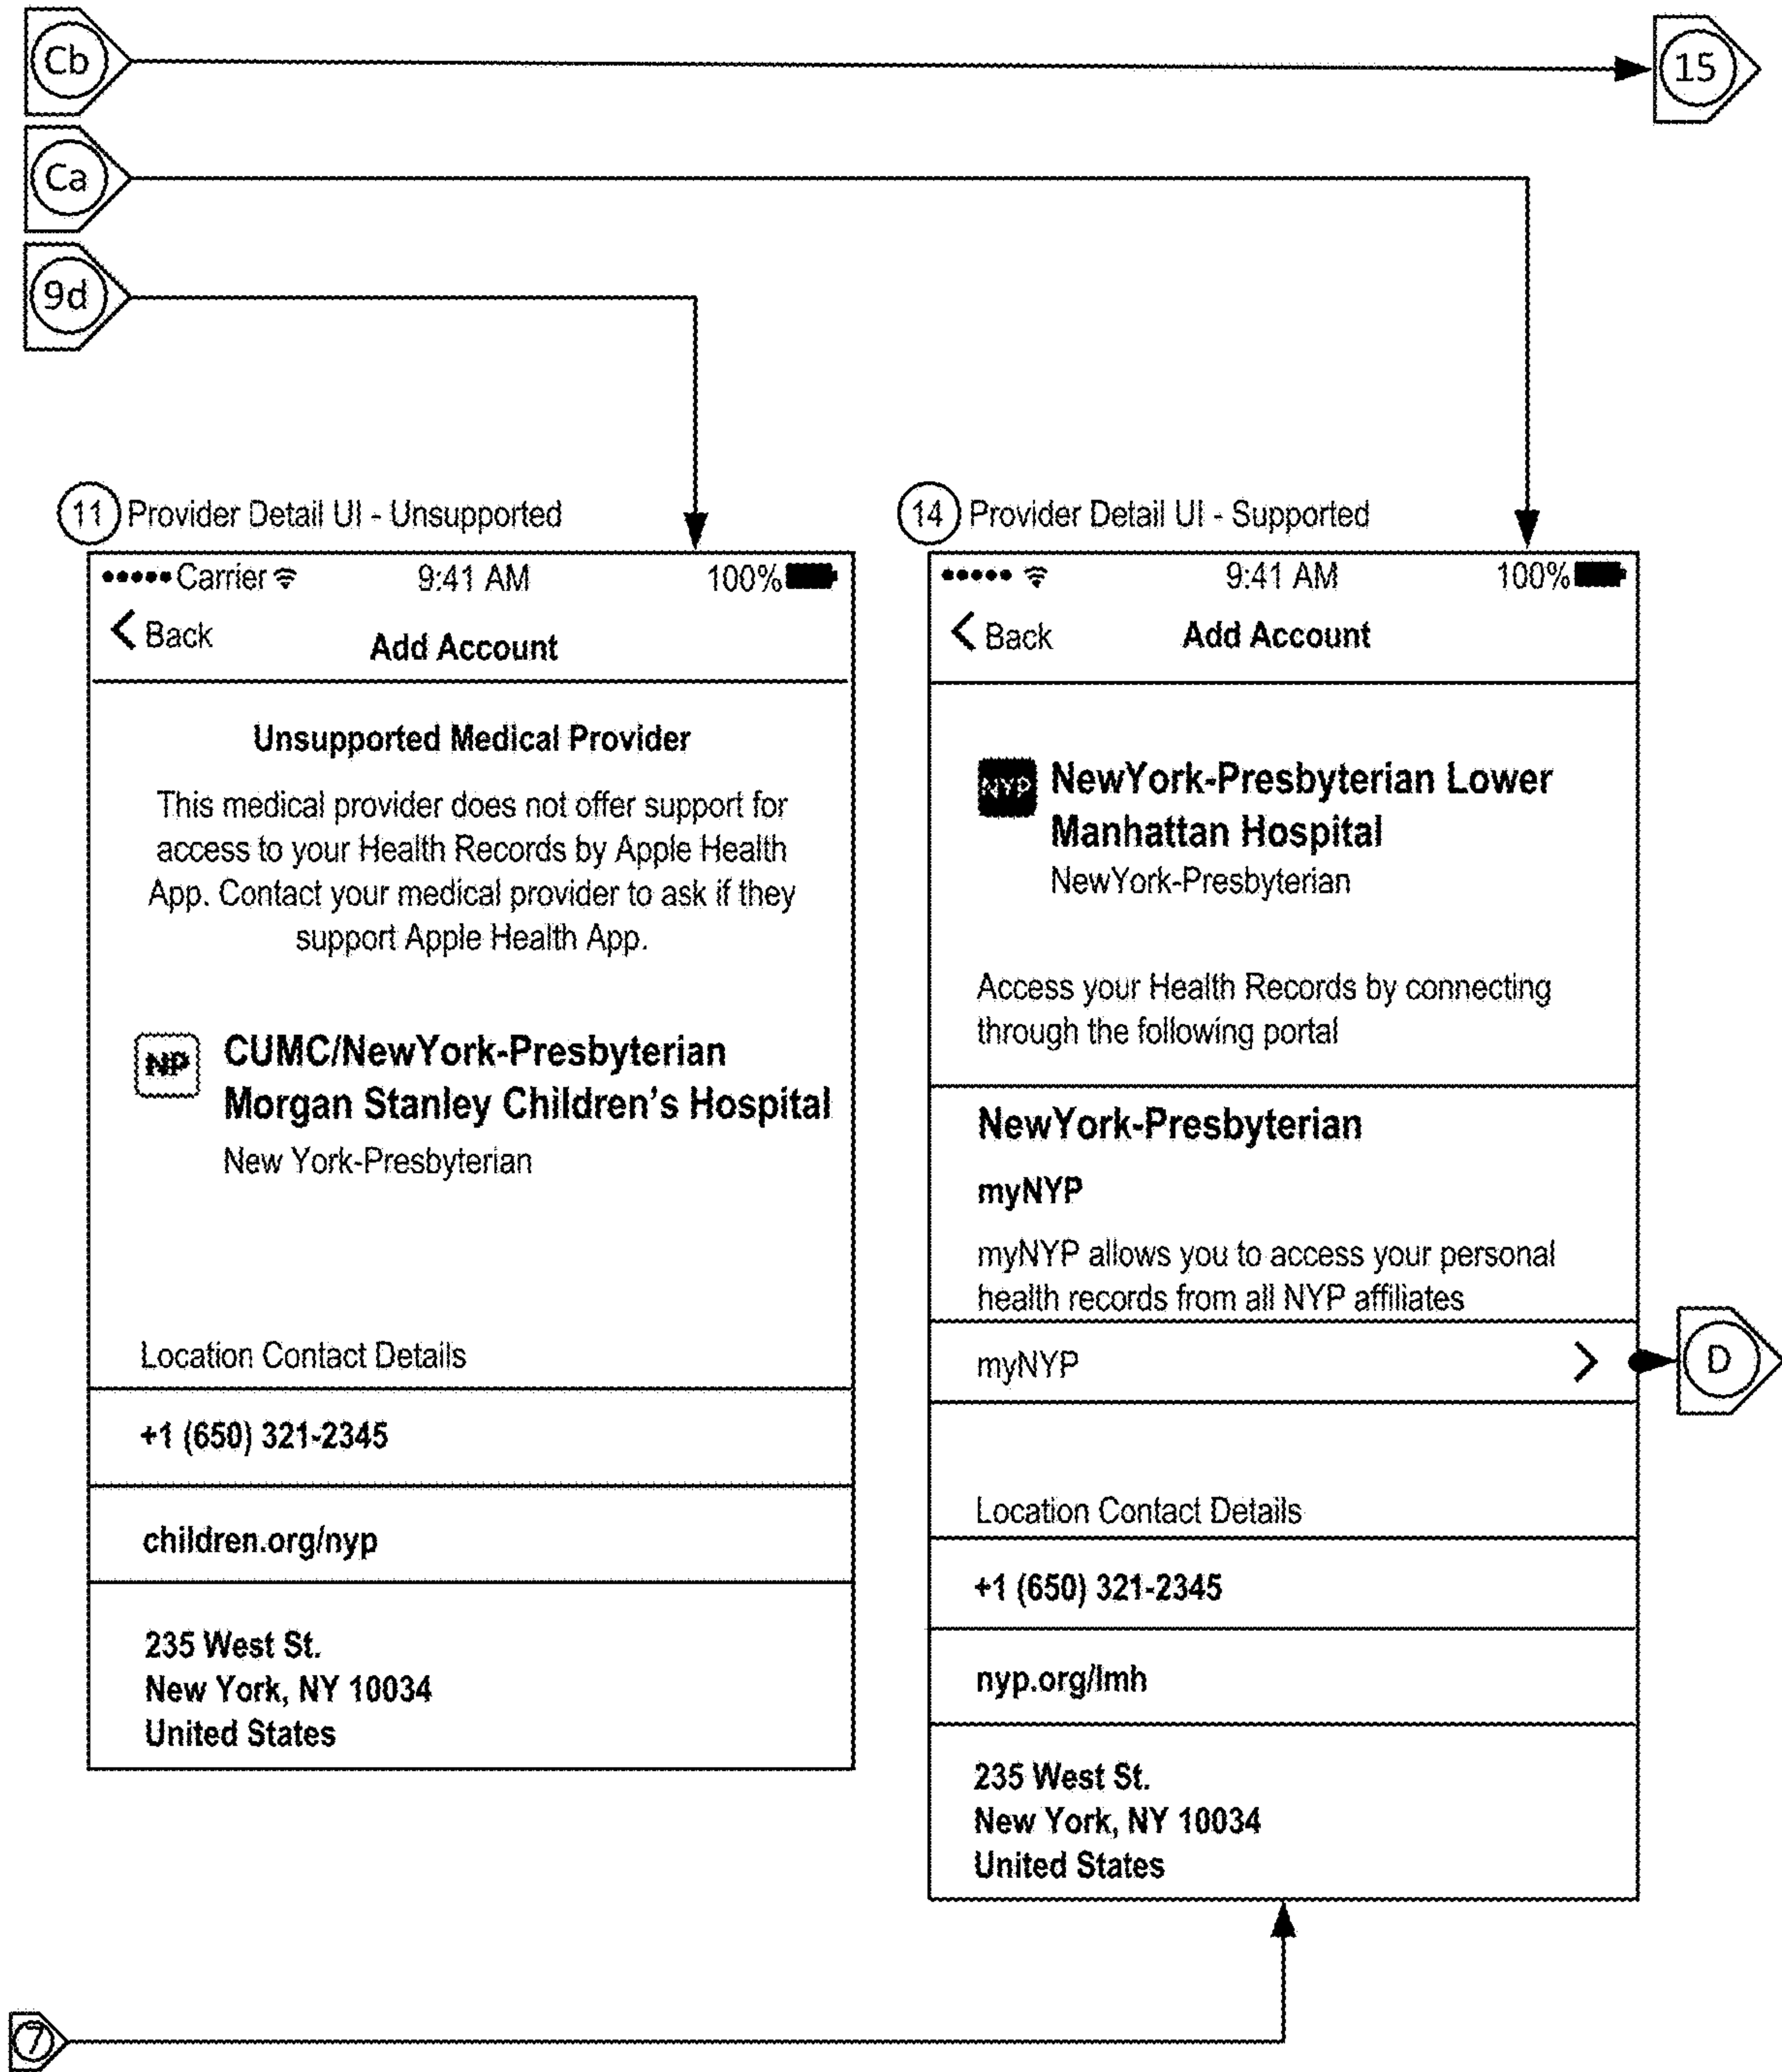 Cb
15
Ca
9d
11 Provider Detail UI - Unsupported
Carrier 9:41 AM 100%
Back
Add Account
Unsupported Medical Provider
This medical provider does not offer support for
access to your Health Records by Apple Health
App. Contact your medical provider to ask if they
support Apple Health App.
NP CUMC/NewYork-Presbyterian
Morgan Stanley Children's Hospital
New York-Presbyterian
Location Contact Details
+1 (650) 321-2345
children.org/nyp
235 West St.
New York, NY 10034
United States
14 Provider Detail UI - Supported
9:41 AM 100%
Back Add Account
NYP NewYork-Presbyterian Lower
Manhattan Hospital
NewYork-Presbyterian
Access your Health Records by connecting
through the following portal
NewYork-Presbyterian
myNYP
myNYP allows you to access your personal
health records from all NYP affiliates
myNYP
D
Location Contact Details
+1 (650) 321-2345
nyp.org/lmh
235 West St.
New York, NY 10034
United States
7